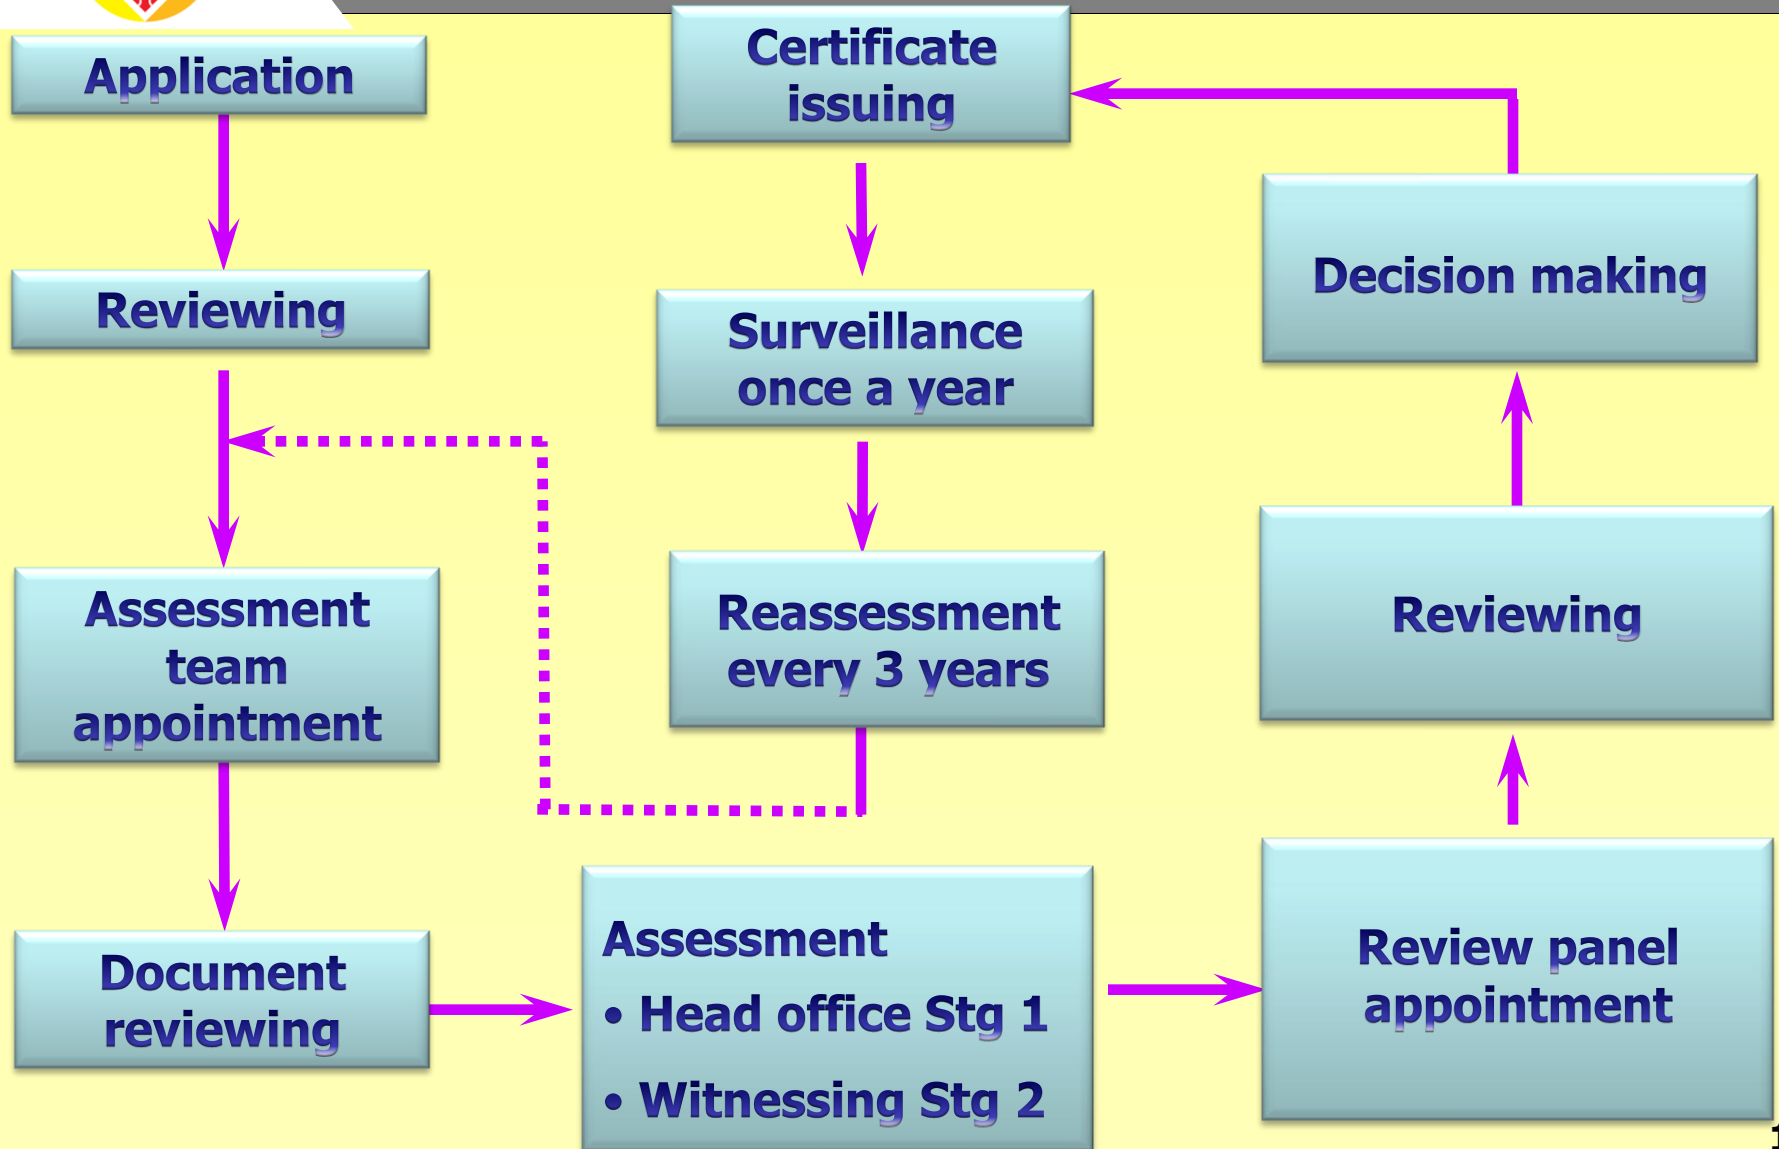 Application
Reviewing
Assessment
team
appointment
Document
reviewing
Assessment
• Head office Stg 1
• Witnessing Stg 2
Review panel
appointment
Reviewing
Decision making
Certificate
issuing
Surveillance
once a year
Reassessment
every 3 years